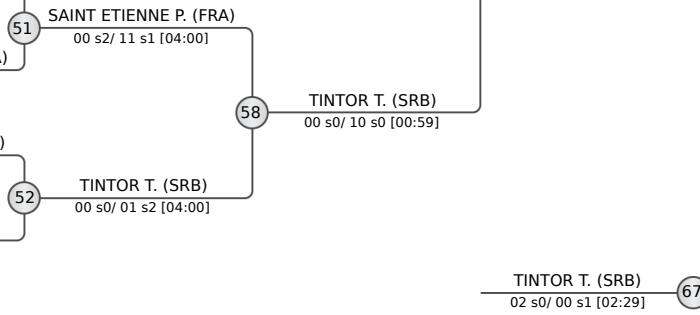 51
SAINT ETIENNE P. (FRA)
00 s2/ 11 s1 [04:00]
)
58
TINTOR T. (SRB)
00 s0/ 10 s0 [00:59]
)
52
TINTOR T. (SRB)
00 s0/ 01 s2 [04:00]
TINTOR T. (SRB)
02 s0/ 00 s1 [02:29]
67